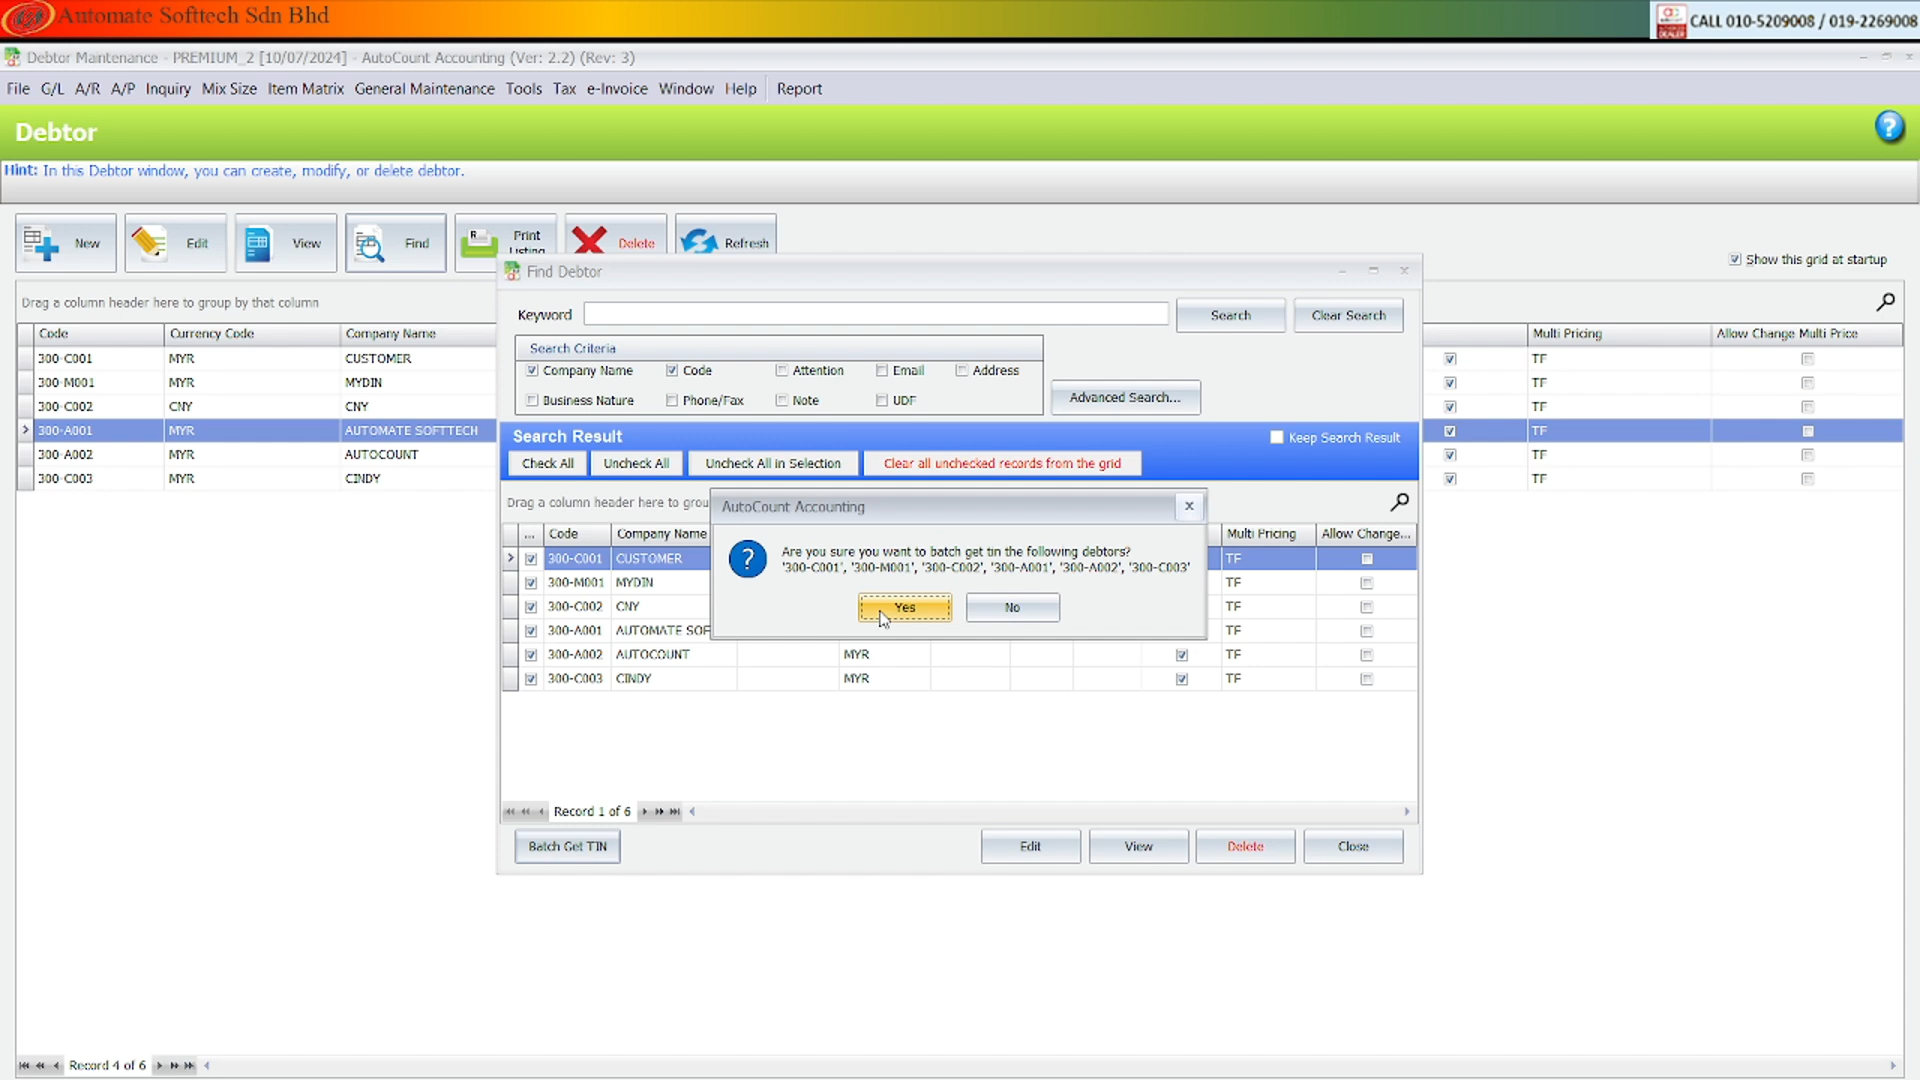 Automate Softtech Sdn Bhd
CALL 010-5209008 / 019-2269008
Debtor Maintenance - PREMIUM_2 [10/07/2024] - AutoCount Accounting (Ver: 2.2) (Rev: 3)
File G/L A/R A/P Inquiry Mix Size Item Matrix General Maintenance Tools Tax e-Invoice Window Help Report
Debtor
Hint: In this Debtor window, you can create, modify, or delete debtor.
New Edit View Find Print Listing Delete Refresh
Show this grid at startup
Drag a column header here to group by that column
Code Currency Code Company Name Multi Pricing Allow Change Multi Price
300-C001 MYR CUSTOMER TF
300-M001 MYR MYDIN TF
300-C002 CNY CNY TF
300-A001 MYR AUTOMATE SOFTTECH TF
300-A002 MYR AUTOCOUNT TF
300-C003 MYR CINDY TF
Find Debtor
Keyword Search Clear Search
Search Criteria
Company Name Code Attention Email Address
Business Nature Phone/Fax Note UDF
Advanced Search...
Search Result
Keep Search Result
Check All Uncheck All Uncheck All in Selection Clear all unchecked records from the grid
Drag a column header here to grou
... Code Company Name Multi Pricing Allow Change...
300-C001 CUSTOMER TF
300-M001 MYDIN TF
300-C002 CNY TF
300-A001 AUTOMATE SOF TF
300-A002 AUTOCOUNT MYR TF
300-C003 CINDY MYR TF
AutoCount Accounting
Are you sure you want to batch get tin the following debtors?
'300-C001', '300-M001', '300-C002', '300-A001', '300-A002', '300-C003'
Yes No
Record 1 of 6
Batch Get TIN Edit View Delete Close
Record 4 of 6